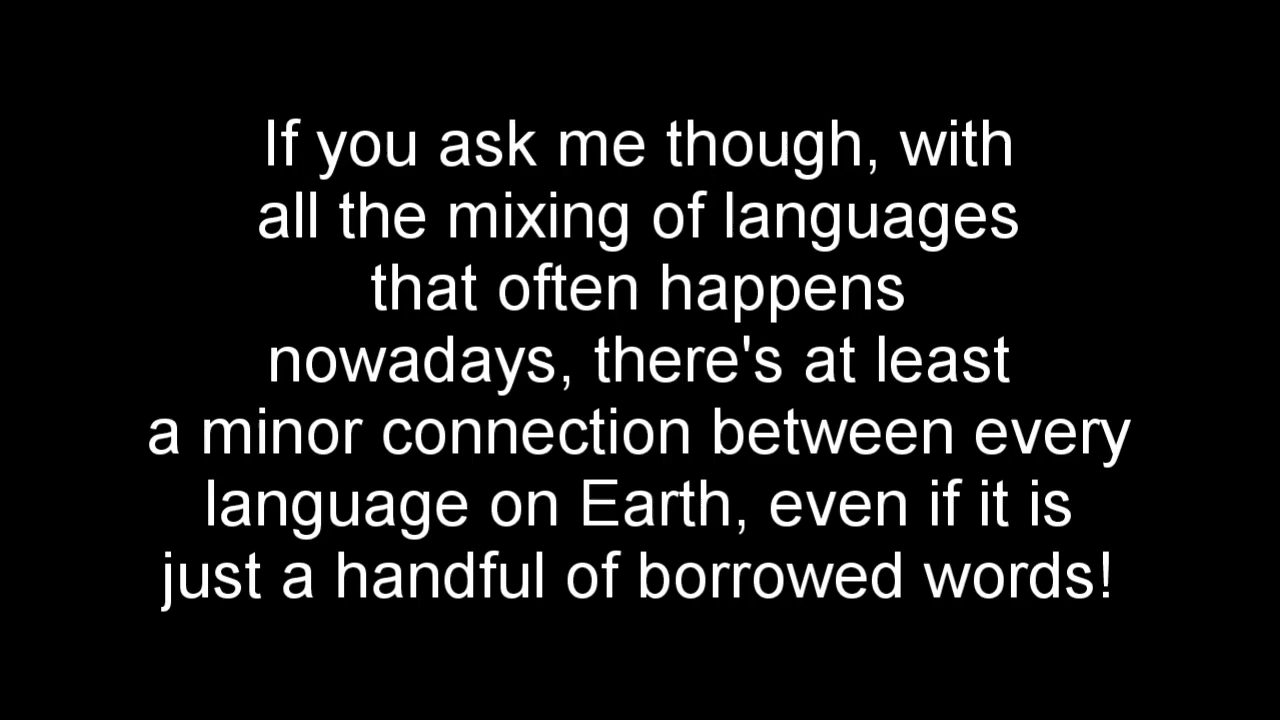 If you ask me though, with
all the mixing of languages
that often happens
nowadays, there's at least
a minor connection between every
language on Earth, even if it is
just a handful of borrowed words!